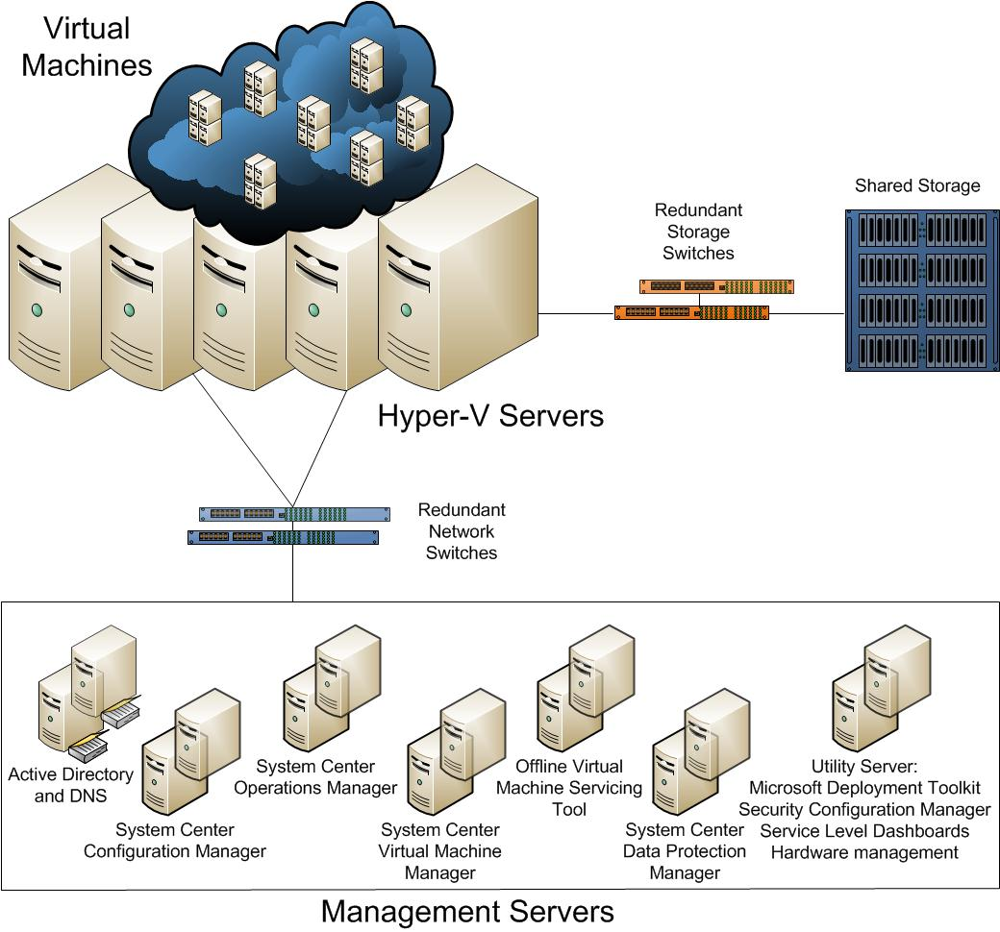 Virtual
Machines
Shared Storage
Redundant
Storage
Switches
Hyper-V Servers
Redundant
Network
Switches
Active Directory
and DNS
System Center
Configuration Manager
System Center
Operations Manager
System Center
Virtual Machine
Manager
Offline Virtual
Machine Servicing
Tool
System Center
Data Protection
Manager
Utility Server:
Microsoft Deployment Toolkit
Security Configuration Manager
Service Level Dashboards
Hardware management
Management Servers